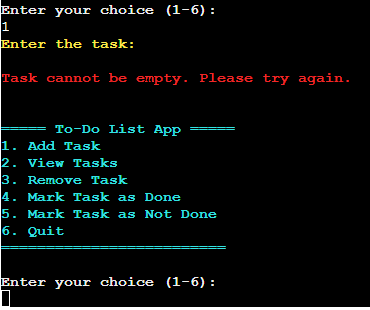 Enter your choice (1-6):
1
Enter the task:
Task cannot be empty. Please try again.
===== To-Do List App =====
1. Add Task
2. View Tasks
3. Remove Task
4. Mark Task as Done
5. Mark Task as Not Done
6. Quit
=========================
Enter your choice (1-6):